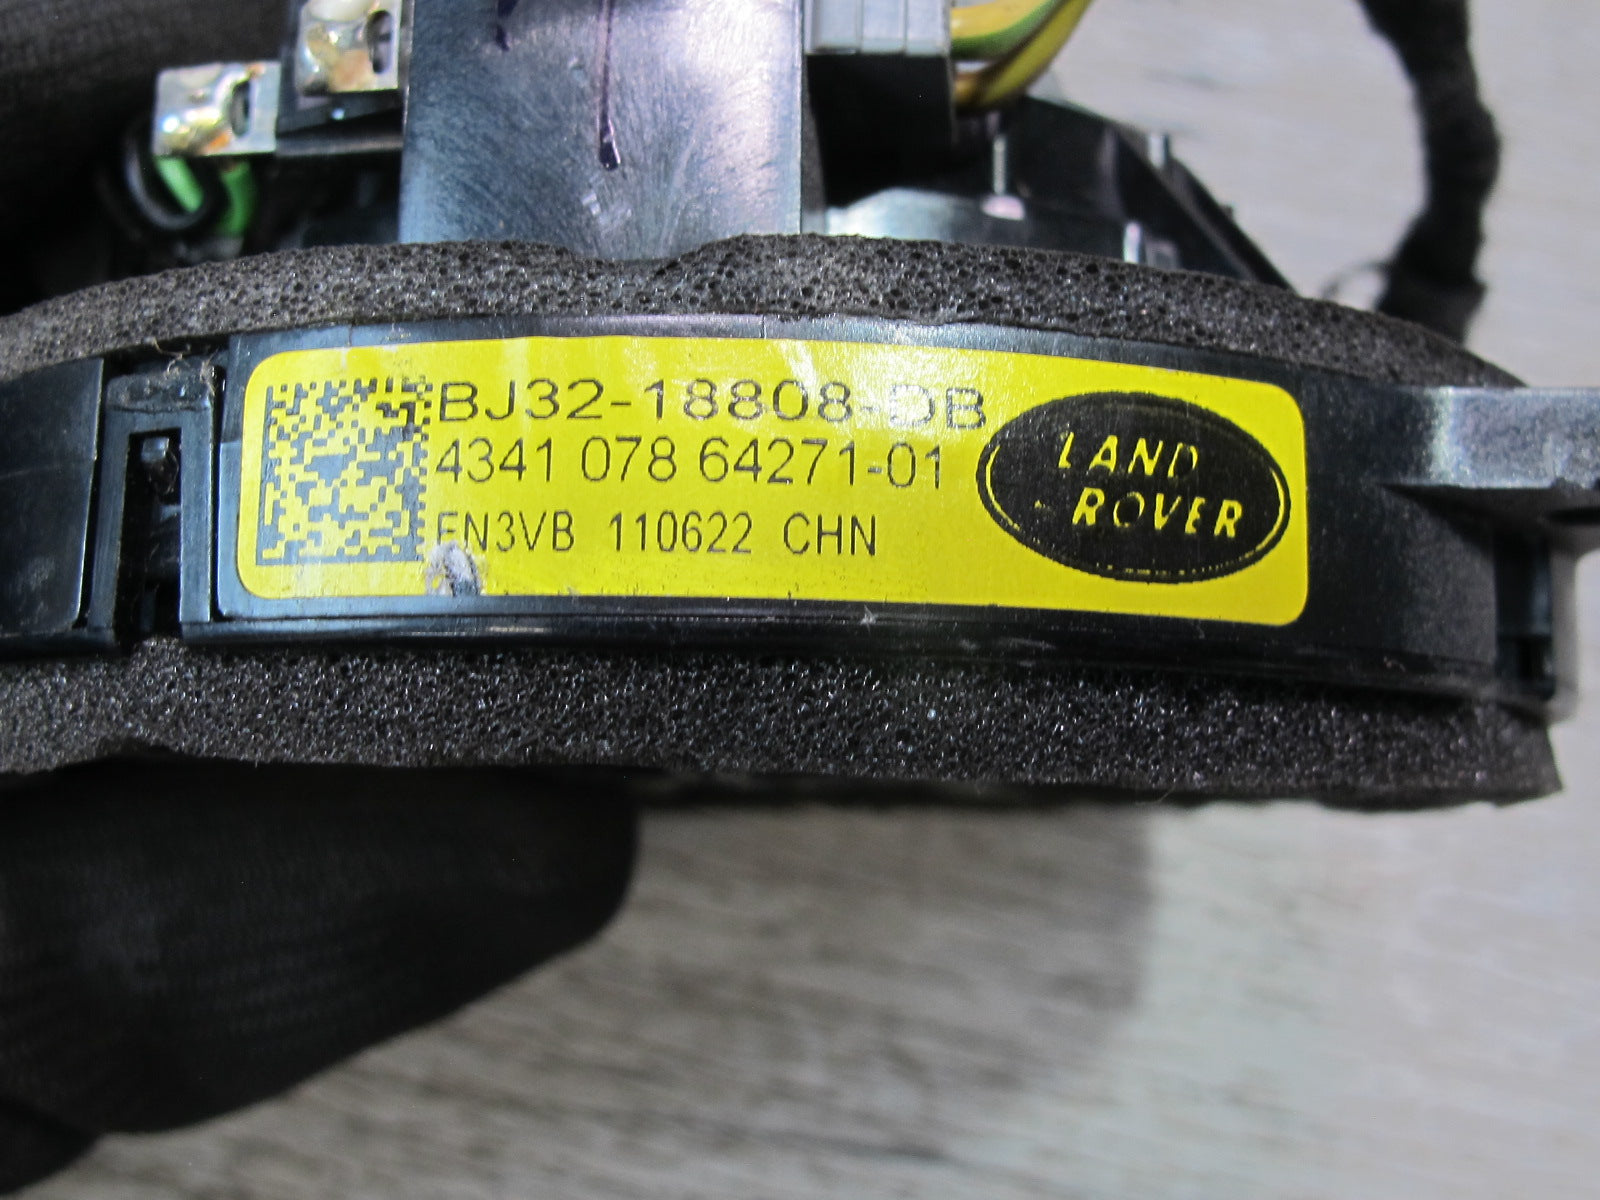 BJ32-18808-DB
4341 078 64271-01
EN3VB 110622 CHN
LAND
ROVER